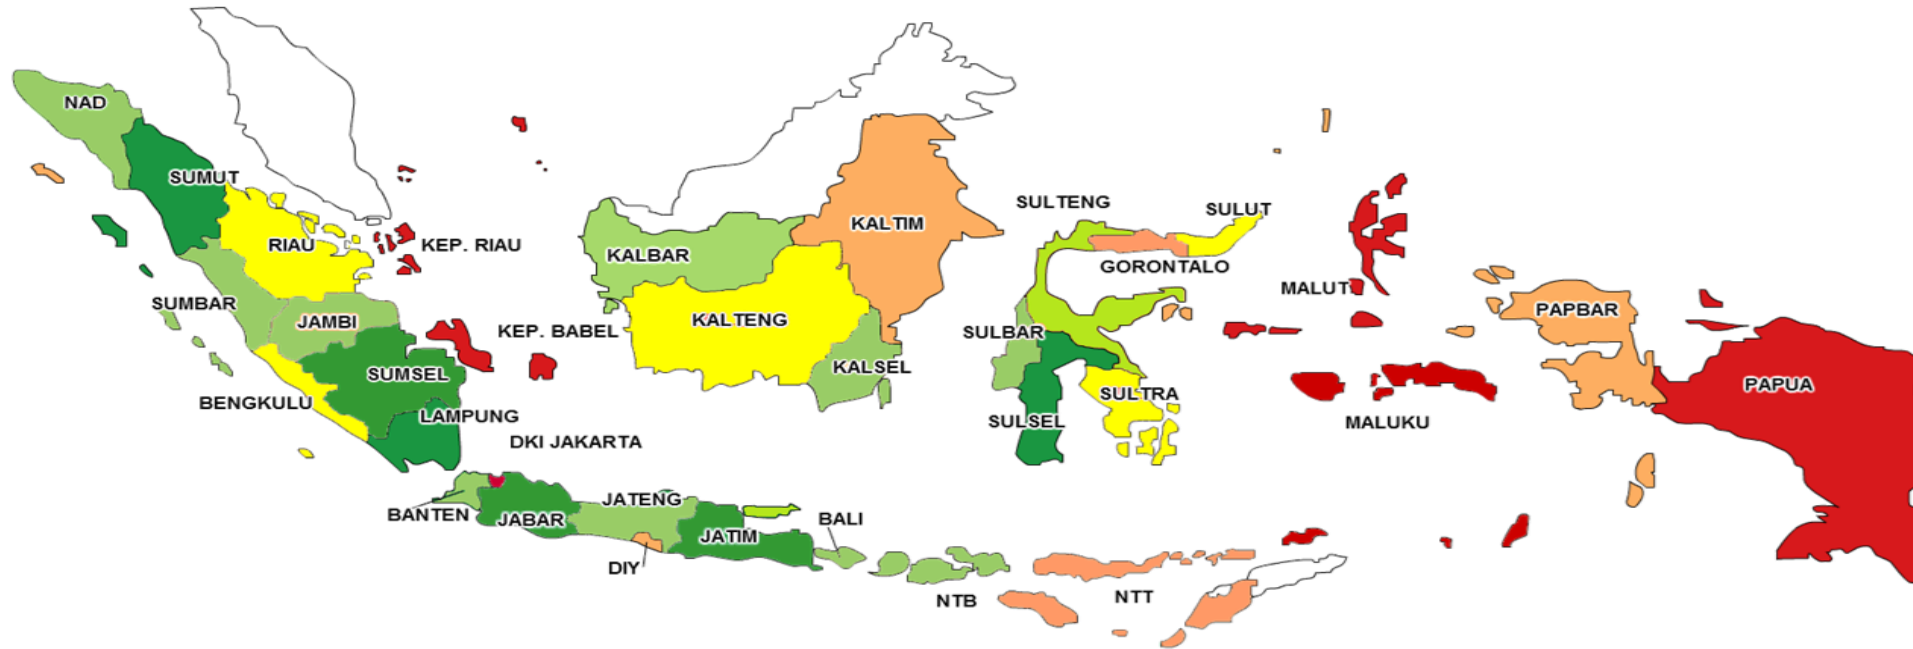 NAD
SUMUT
RIAU
KEP. RIAU
SUMBAR
JAMBI
KEP. BABEL
SUMSEL
BENGKULU
LAMPUNG
DKI JAKARTA
BANTEN
JABAR
JATENG
DIY
JATIM
BALI
NTB
NTT
KALBAR
KALTENG
KALTIM
KALSEL
SULTENG
SULUT
GORONTALO
SULBAR
SULSEL
SULTRA
MALUT
MALUKU
PAPBAR
PAPUA